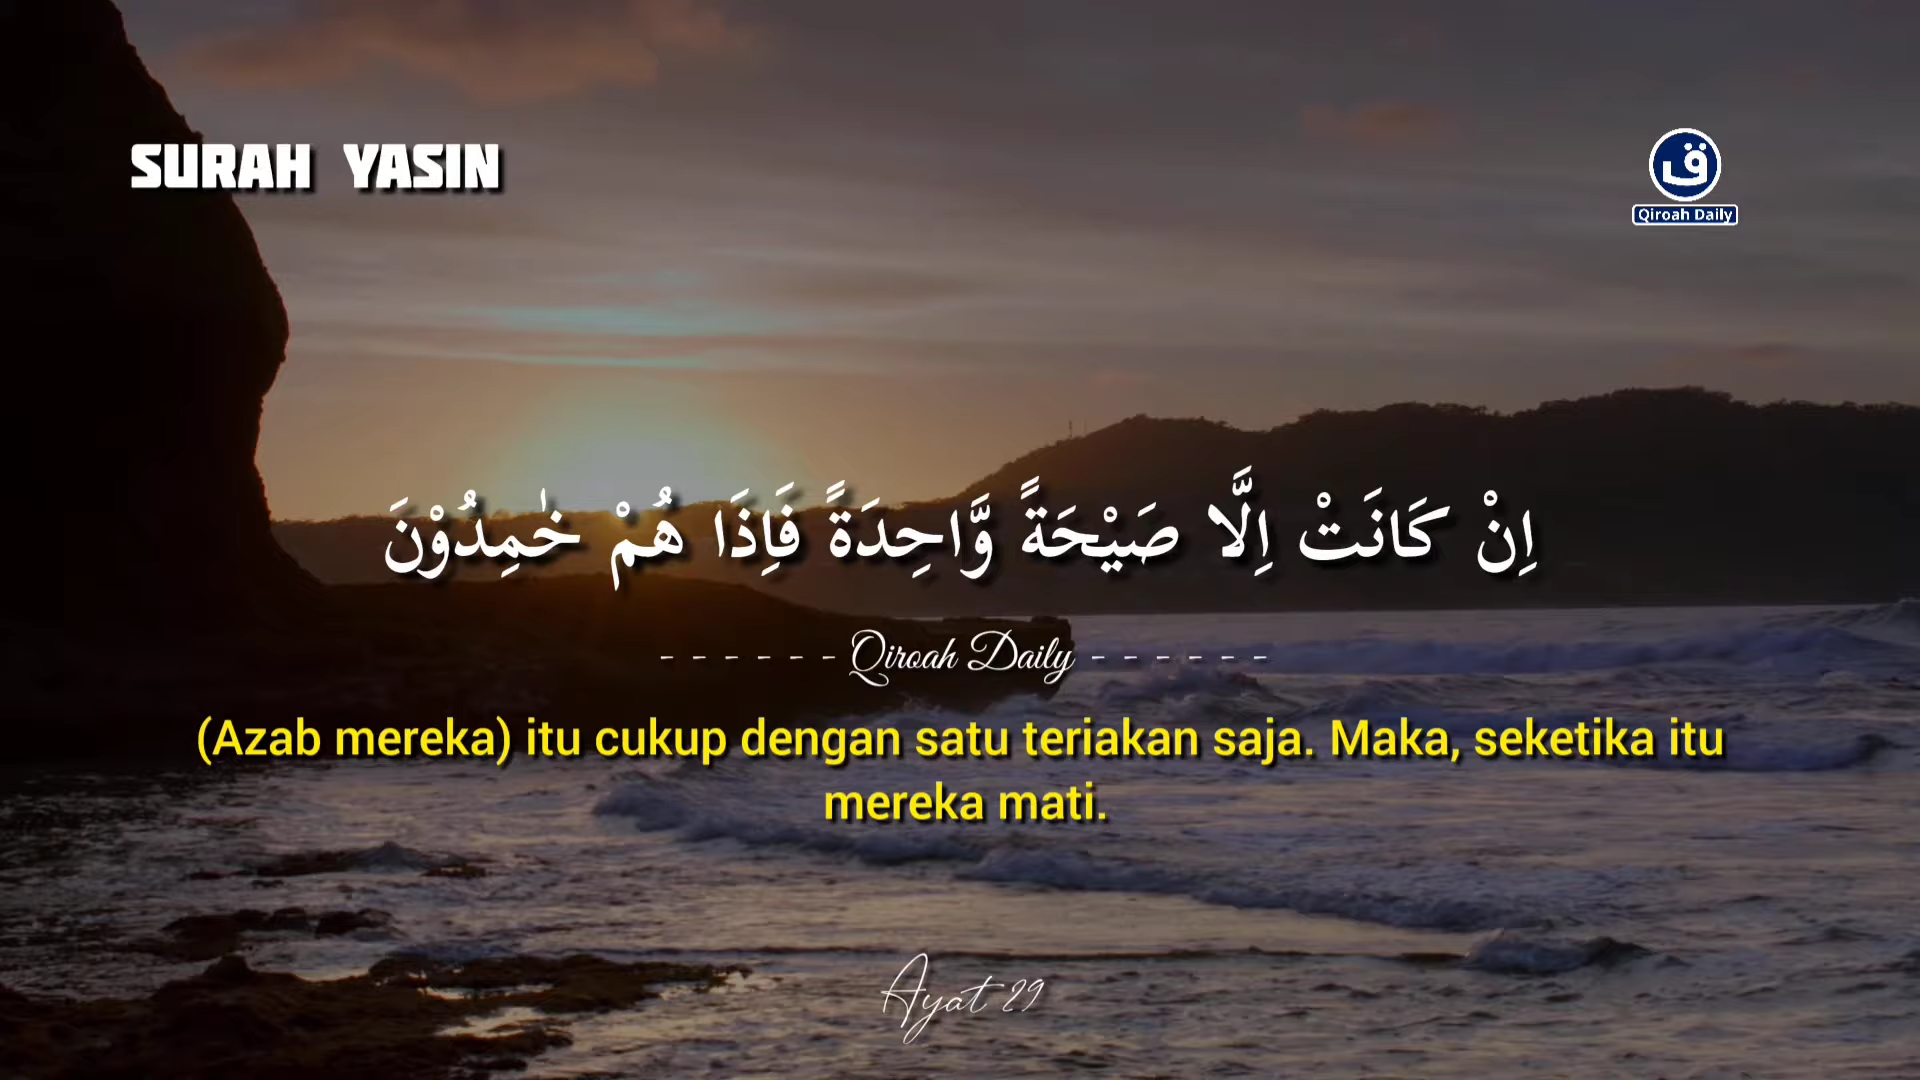 SURAH YASIN
ق
Qiroah Daily
اِنْ كَانَتْ اِلَّا صَيْحَةً وَّاحِدَةً فَاِذَا هُمْ خٰمِدُوْنَ
- - - - - - Qiroah Daily - - - - - -
(Azab mereka) itu cukup dengan satu teriakan saja. Maka, seketika itu
mereka mati.
Ayat 29